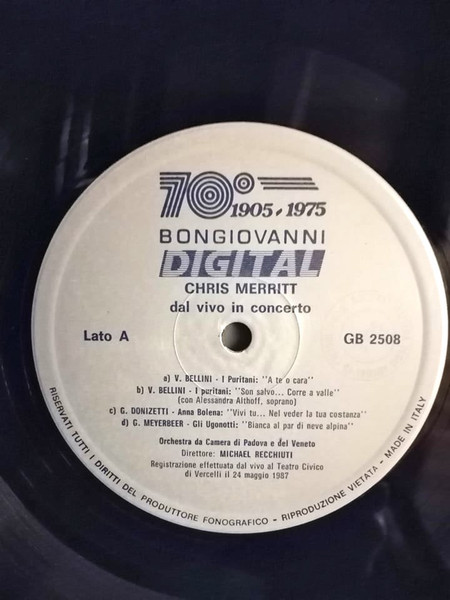 70° 1905 • 1975
BONGIOVANNI
DIGITAL
CHRIS MERRITT
dal vivo in concerto
Lato A
GB 2508
a) V. BELLINI - I Puritani: "A te o cara"
b) V. BELLINI - I puritani: "Son salvo... Corre a valle"
(con Alessandra Althoff, soprano)
c) G. DONIZETTI - Anna Bolena: "Vivi tu... Nel veder la tua costanza"
d) G. MEYERBEER - Gli Ugonotti: "Bianca al par di neve alpina"
Orchestra da Camera di Padova e del Veneto
Direttore: MICHAEL RECCHIUTI
Registrazione effettuata dal vivo al Teatro Civico
di Vercelli il 24 maggio 1987
RISERVATI TUTTI I DIRITTI DEL PRODUTTORE FONOGRAFICO - RIPRODUZIONE VIETATA - MADE IN ITALY